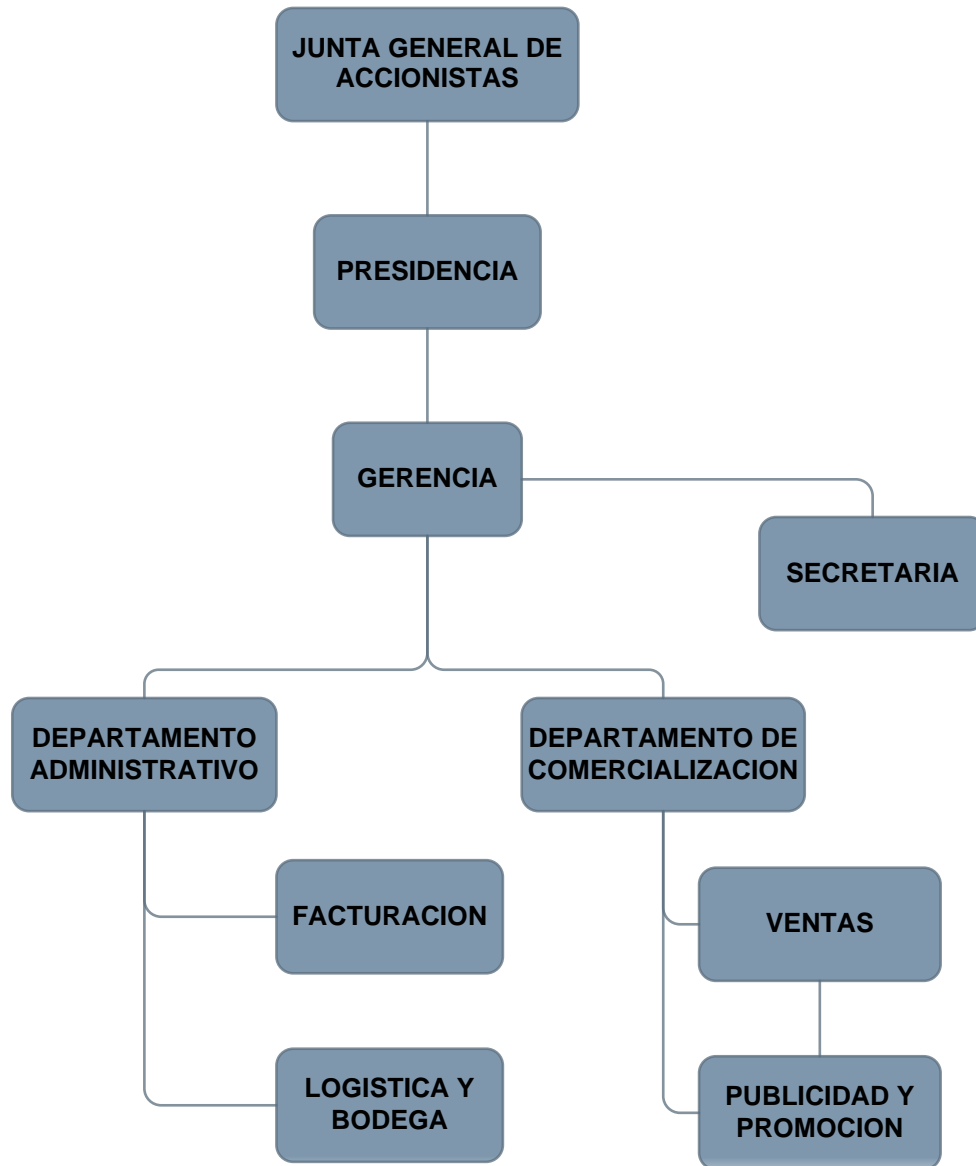 JUNTA GENERAL DE
ACCIONISTAS
PRESIDENCIA
GERENCIA
SECRETARIA
DEPARTAMENTO
ADMINISTRATIVO
DEPARTAMENTO DE
COMERCIALIZACION
FACTURACION
VENTAS
LOGISTICA Y
BODEGA
PUBLICIDAD Y
PROMOCION